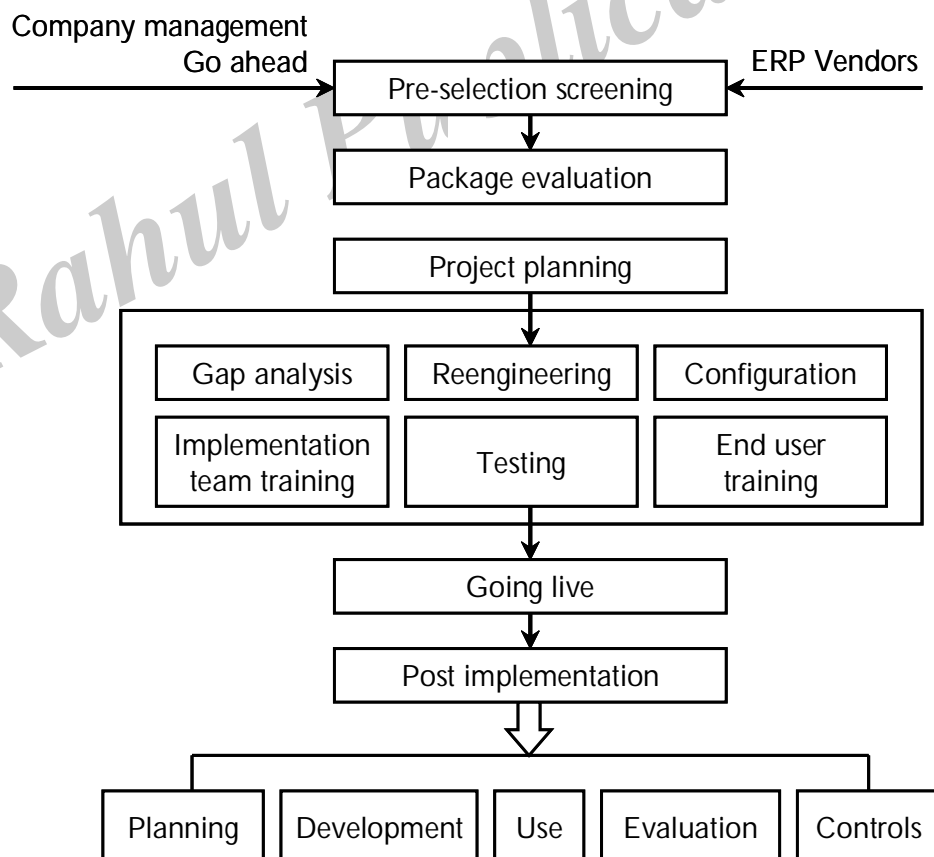 Company management
Go ahead
ERP Vendors
Pre-selection screening
Package evaluation
Project planning
Gap analysis
Reengineering
Configuration
Implementation
team training
Testing
End user
training
Going live
Post implementation
Planning
Development
Use
Evaluation
Controls
Rahul